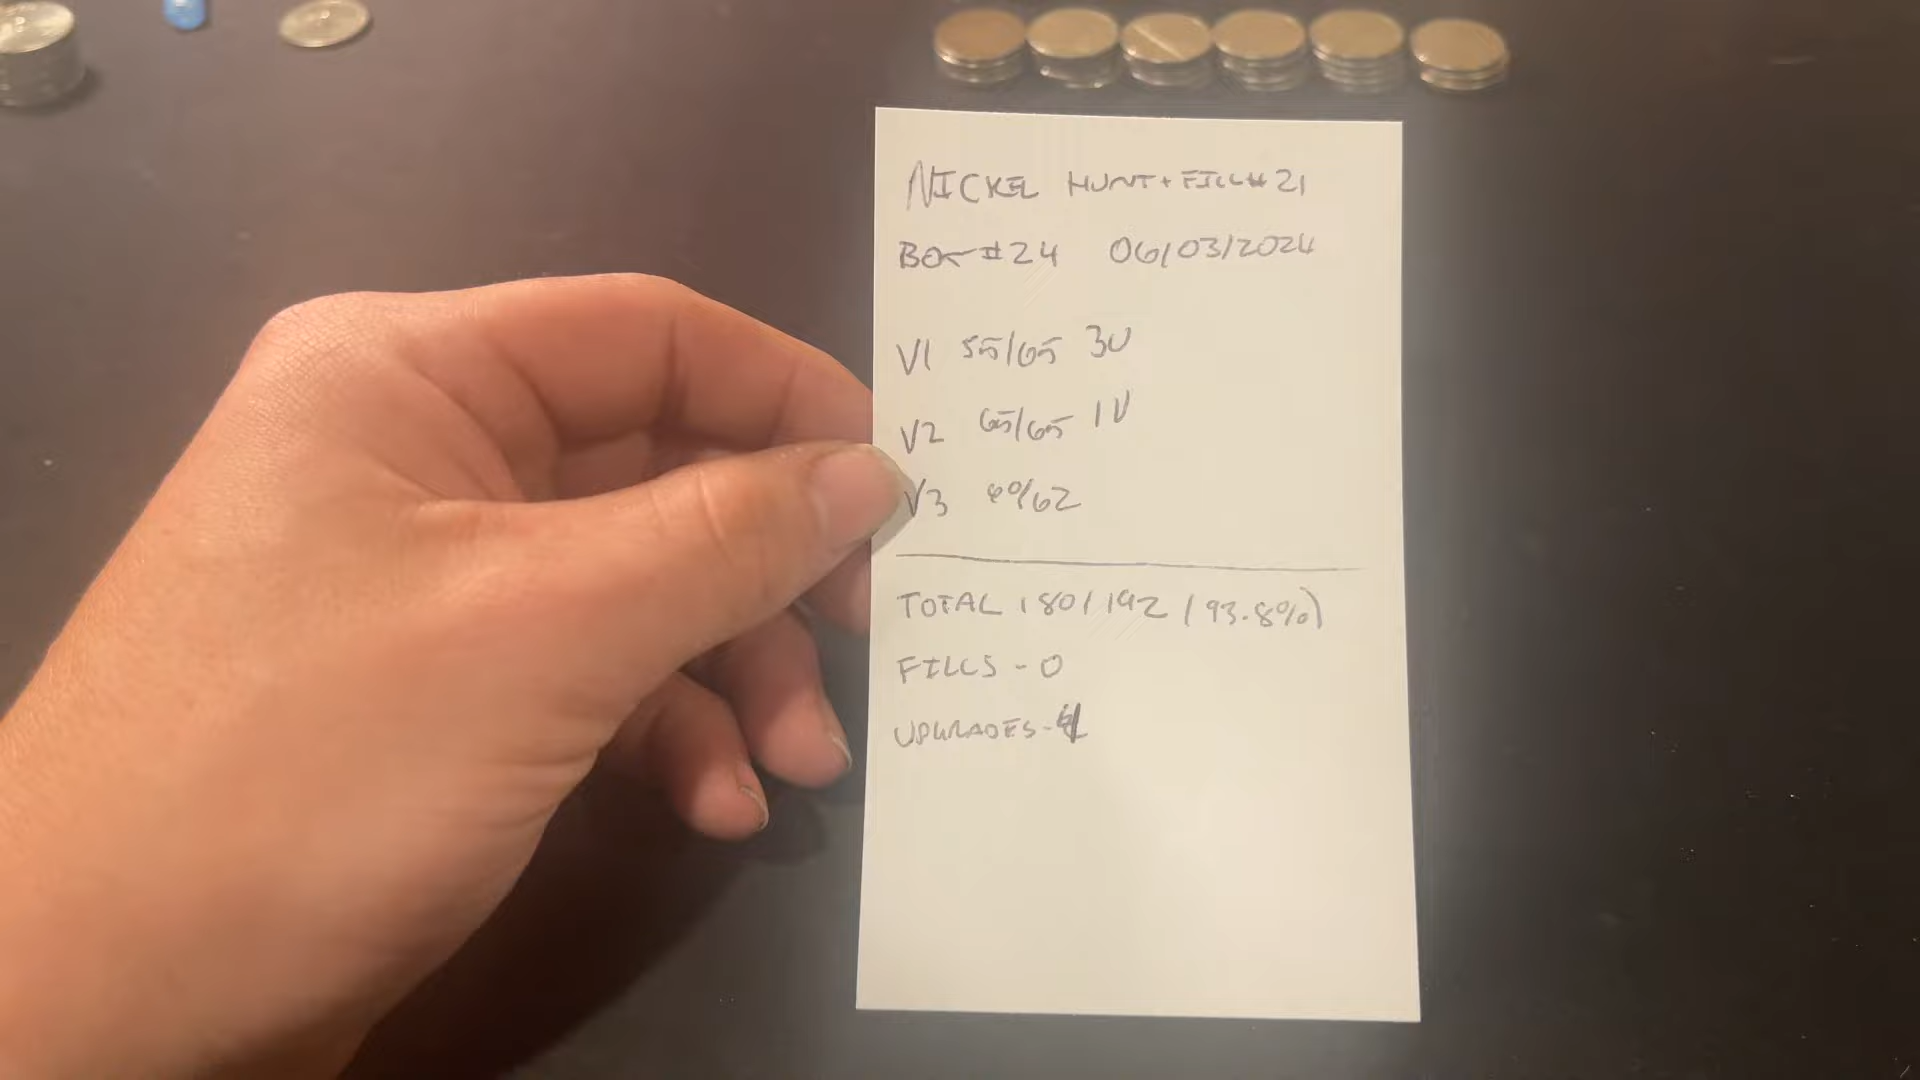 NICKEL HUNT + FILL # 21
BOX # 24 06/03/2024
V1 55/65 3U
V2 65/65 1U
V3 60/62
TOTAL 180/192 (93.8%)
FILLS - 0
UPGRADES - 4